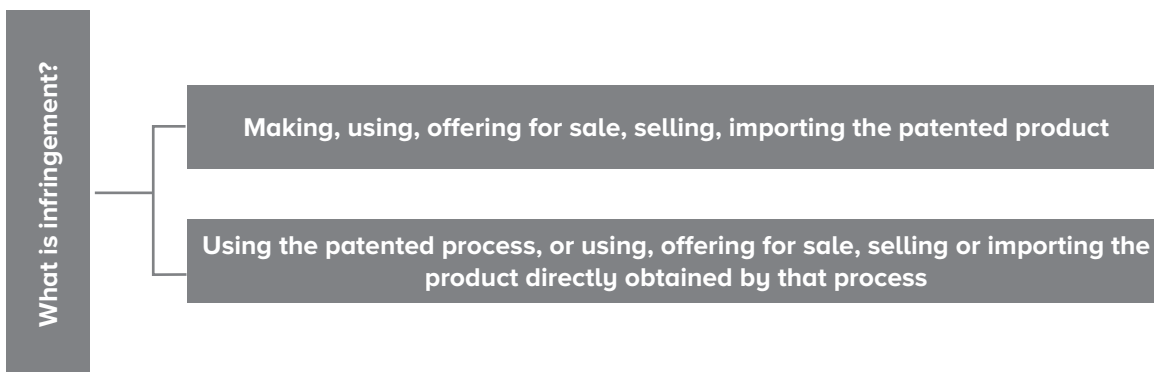 What is infringement?
Making, using, offering for sale, selling, importing the patented product
Using the patented process, or using, offering for sale, selling or importing the
product directly obtained by that process